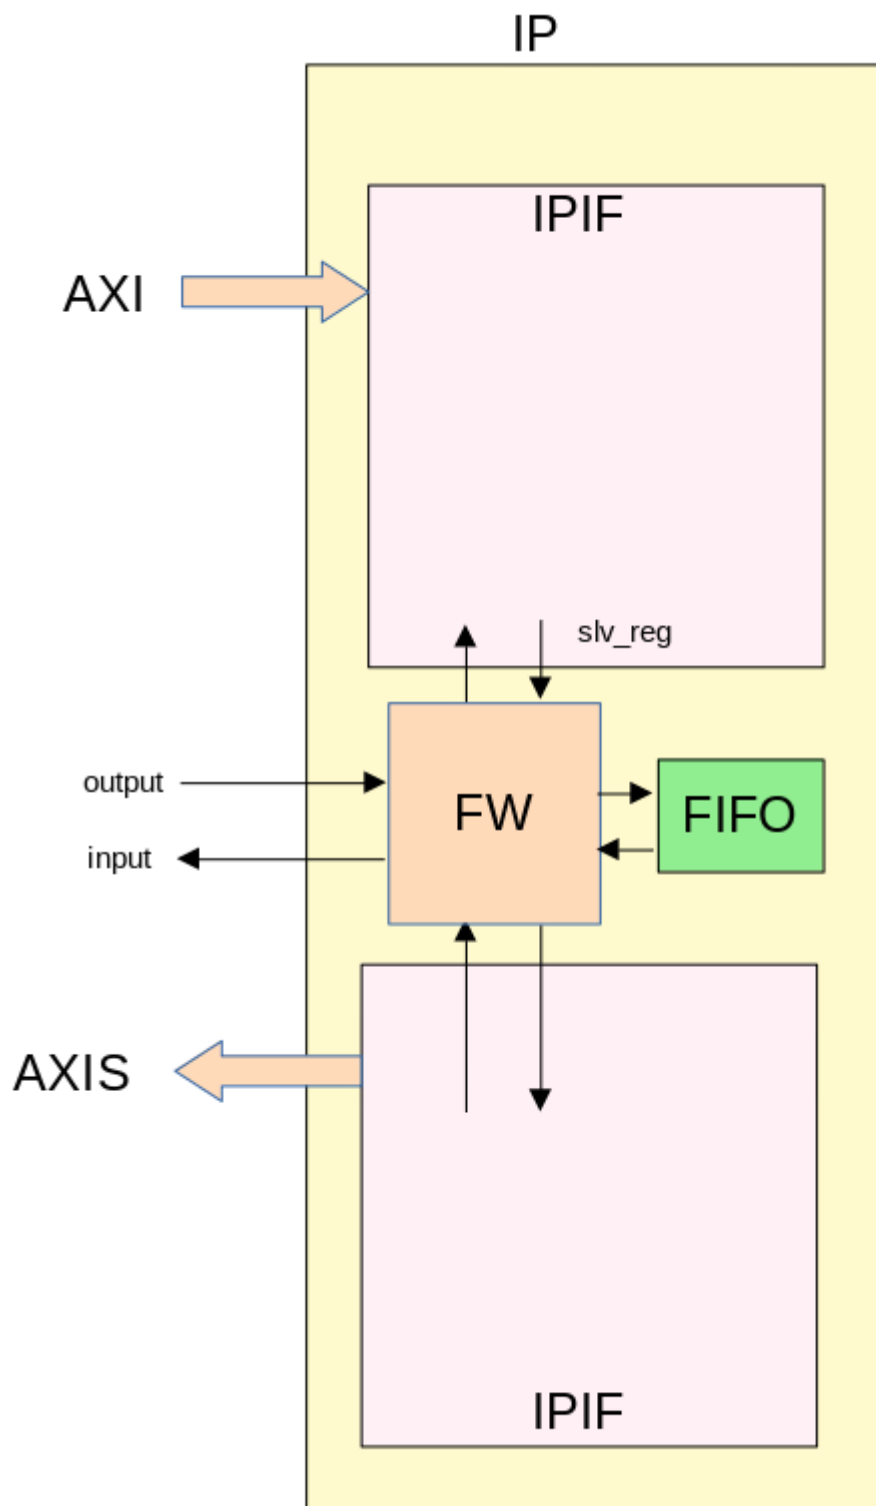 IP
IPIF
AXI
slv_reg
output
FW
FIFO
input
AXIS
IPIF